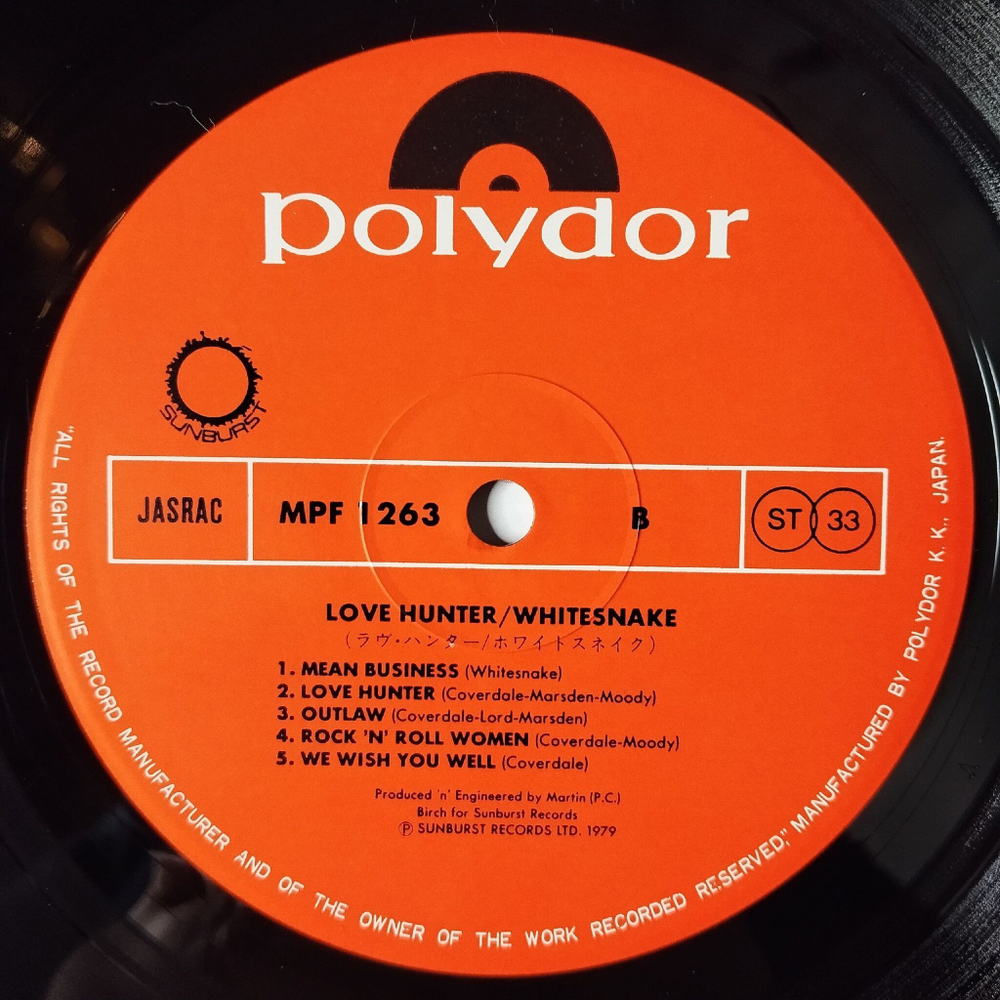 polydor
SUNBURST
JASRAC
MPF 1263
B
ST 33
LOVE HUNTER/WHITESNAKE
(ラヴ・ハンター/ホワイトスネイク)
1. MEAN BUSINESS (Whitesnake)
2. LOVE HUNTER (Coverdale-Marsden-Moody)
3. OUTLAW (Coverdale-Lord-Marsden)
4. ROCK 'N' ROLL WOMEN (Coverdale-Moody)
5. WE WISH YOU WELL (Coverdale)
Produced 'n' Engineered by Martin (P.C.)
Birch for Sunburst Records
Ⓟ SUNBURST RECORDS LTD. 1979
"ALL RIGHTS OF THE RECORD MANUFACTURER AND OF THE OWNER OF THE WORK RECORDED RESERVED," MANUFACTURED BY POLYDOR K. K., JAPAN.